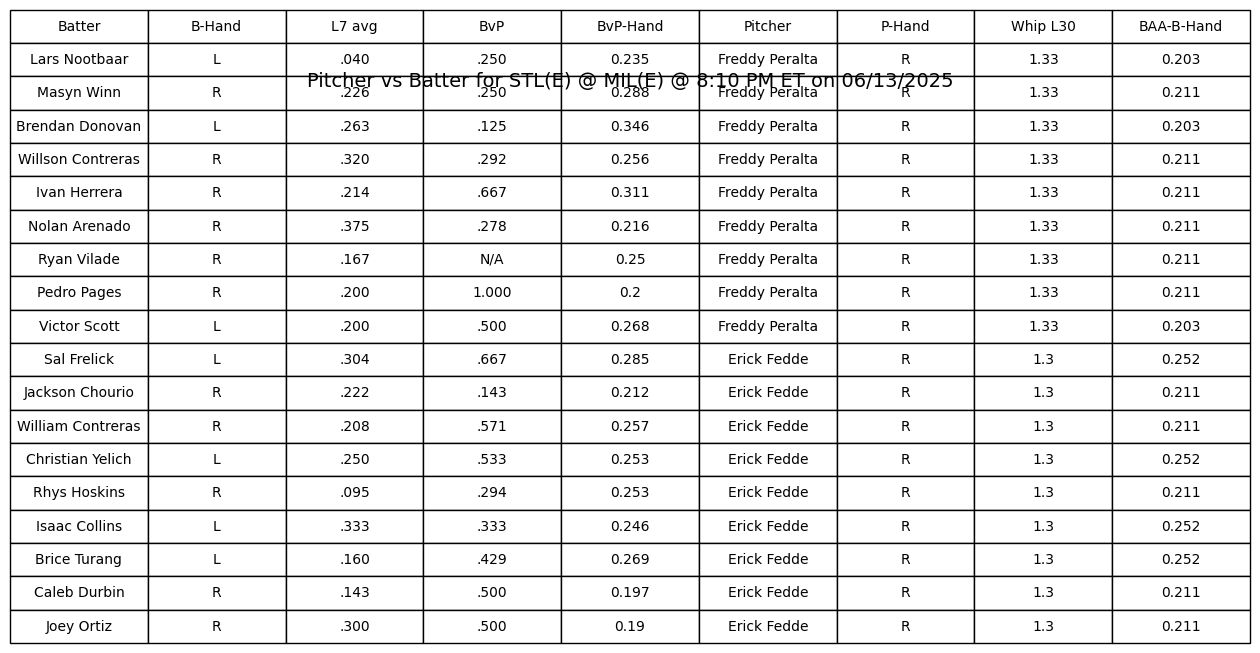 Batter B-Hand L7 avg BvP BvP-Hand Pitcher P-Hand Whip L30 BAA-B-Hand
Lars Nootbaar L .040 .250 0.235 Freddy Peralta R 1.33 0.203
Pitcher vs Batter for STL(E) @ MIL(E) @ 8:10 PM ET on 06/13/2025
Masyn Winn R .226 .250 0.288 Freddy Peralta R 1.33 0.211
Brendan Donovan L .263 .125 0.346 Freddy Peralta R 1.33 0.203
Willson Contreras R .320 .292 0.256 Freddy Peralta R 1.33 0.211
Ivan Herrera R .214 .667 0.311 Freddy Peralta R 1.33 0.211
Nolan Arenado R .375 .278 0.216 Freddy Peralta R 1.33 0.211
Ryan Vilade R .167 N/A 0.25 Freddy Peralta R 1.33 0.211
Pedro Pages R .200 1.000 0.2 Freddy Peralta R 1.33 0.211
Victor Scott L .200 .500 0.268 Freddy Peralta R 1.33 0.203
Sal Frelick L .304 .667 0.285 Erick Fedde R 1.3 0.252
Jackson Chourio R .222 .143 0.212 Erick Fedde R 1.3 0.211
William Contreras R .208 .571 0.257 Erick Fedde R 1.3 0.211
Christian Yelich L .250 .533 0.253 Erick Fedde R 1.3 0.252
Rhys Hoskins R .095 .294 0.253 Erick Fedde R 1.3 0.211
Isaac Collins L .333 .333 0.246 Erick Fedde R 1.3 0.252
Brice Turang L .160 .429 0.269 Erick Fedde R 1.3 0.252
Caleb Durbin R .143 .500 0.197 Erick Fedde R 1.3 0.211
Joey Ortiz R .300 .500 0.19 Erick Fedde R 1.3 0.211